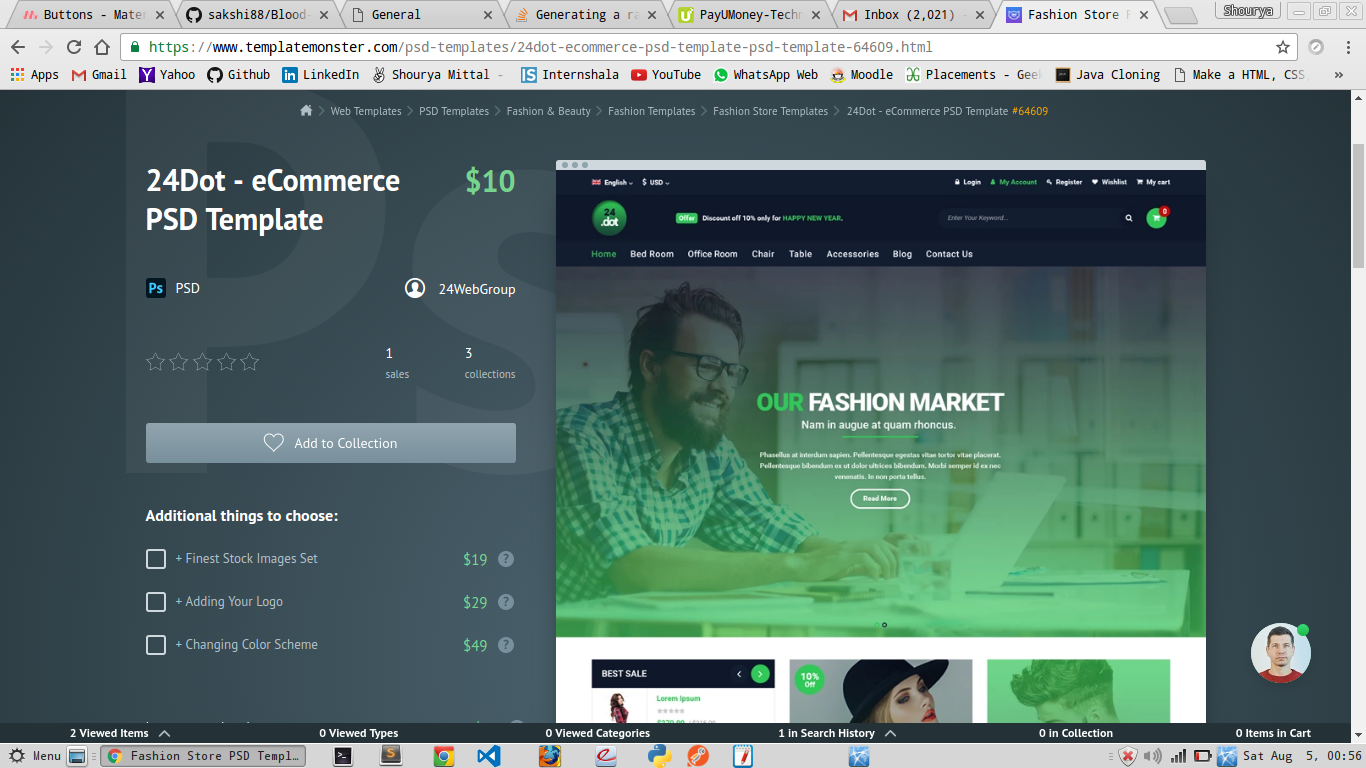 Buttons - Mater
sakshi88/Blood-
General
Generating a ra
PayUMoney-Techn
Inbox (2,021) -
Fashion Store P
Shourya
https://www.templatemonster.com/psd-templates/24dot-ecommerce-psd-template-psd-template-64609.html
Apps
Gmail
Yahoo
Github
LinkedIn
Shourya Mittal -
Internshala
YouTube
WhatsApp Web
Moodle
Placements - Geek
Java Cloning
Make a HTML, CSS,
»
Web Templates
PSD Templates
Fashion & Beauty
Fashion Templates
Fashion Store Templates
24Dot - eCommerce PSD Template #64609
24Dot - eCommerce
PSD Template
$10
Ps PSD
24WebGroup
1
sales
3
collections
Add to Collection
Additional things to choose:
+ Finest Stock Images Set $19 ?
+ Adding Your Logo $29 ?
+ Changing Color Scheme $49 ?
English
$ USD
Login
My Account
Register
Wishlist
My cart
24
.dot
Offer Discount off 10% only for HAPPY NEW YEAR.
Enter Your Keyword...
0
Home Bed Room Office Room Chair Table Accessories Blog Contact Us
OUR FASHION MARKET
Nam in augue at quam rhoncus.
Phasellus at interdum sapien. Pellentesque egestas vitae tortor vitae placerat.
Pellentesque bibendum ex ut dolor ultrices bibendum. Morbi semper id ex nec
venenatis. In non porta tellus.
Read More
BEST SALE
Lorem Ipsum
10%
Off
2 Viewed Items
0 Viewed Types
0 Viewed Categories
1 in Search History
0 in Collection
0 Items in Cart
Menu
Fashion Store PSD Templ...
Sat Aug 5, 00:56